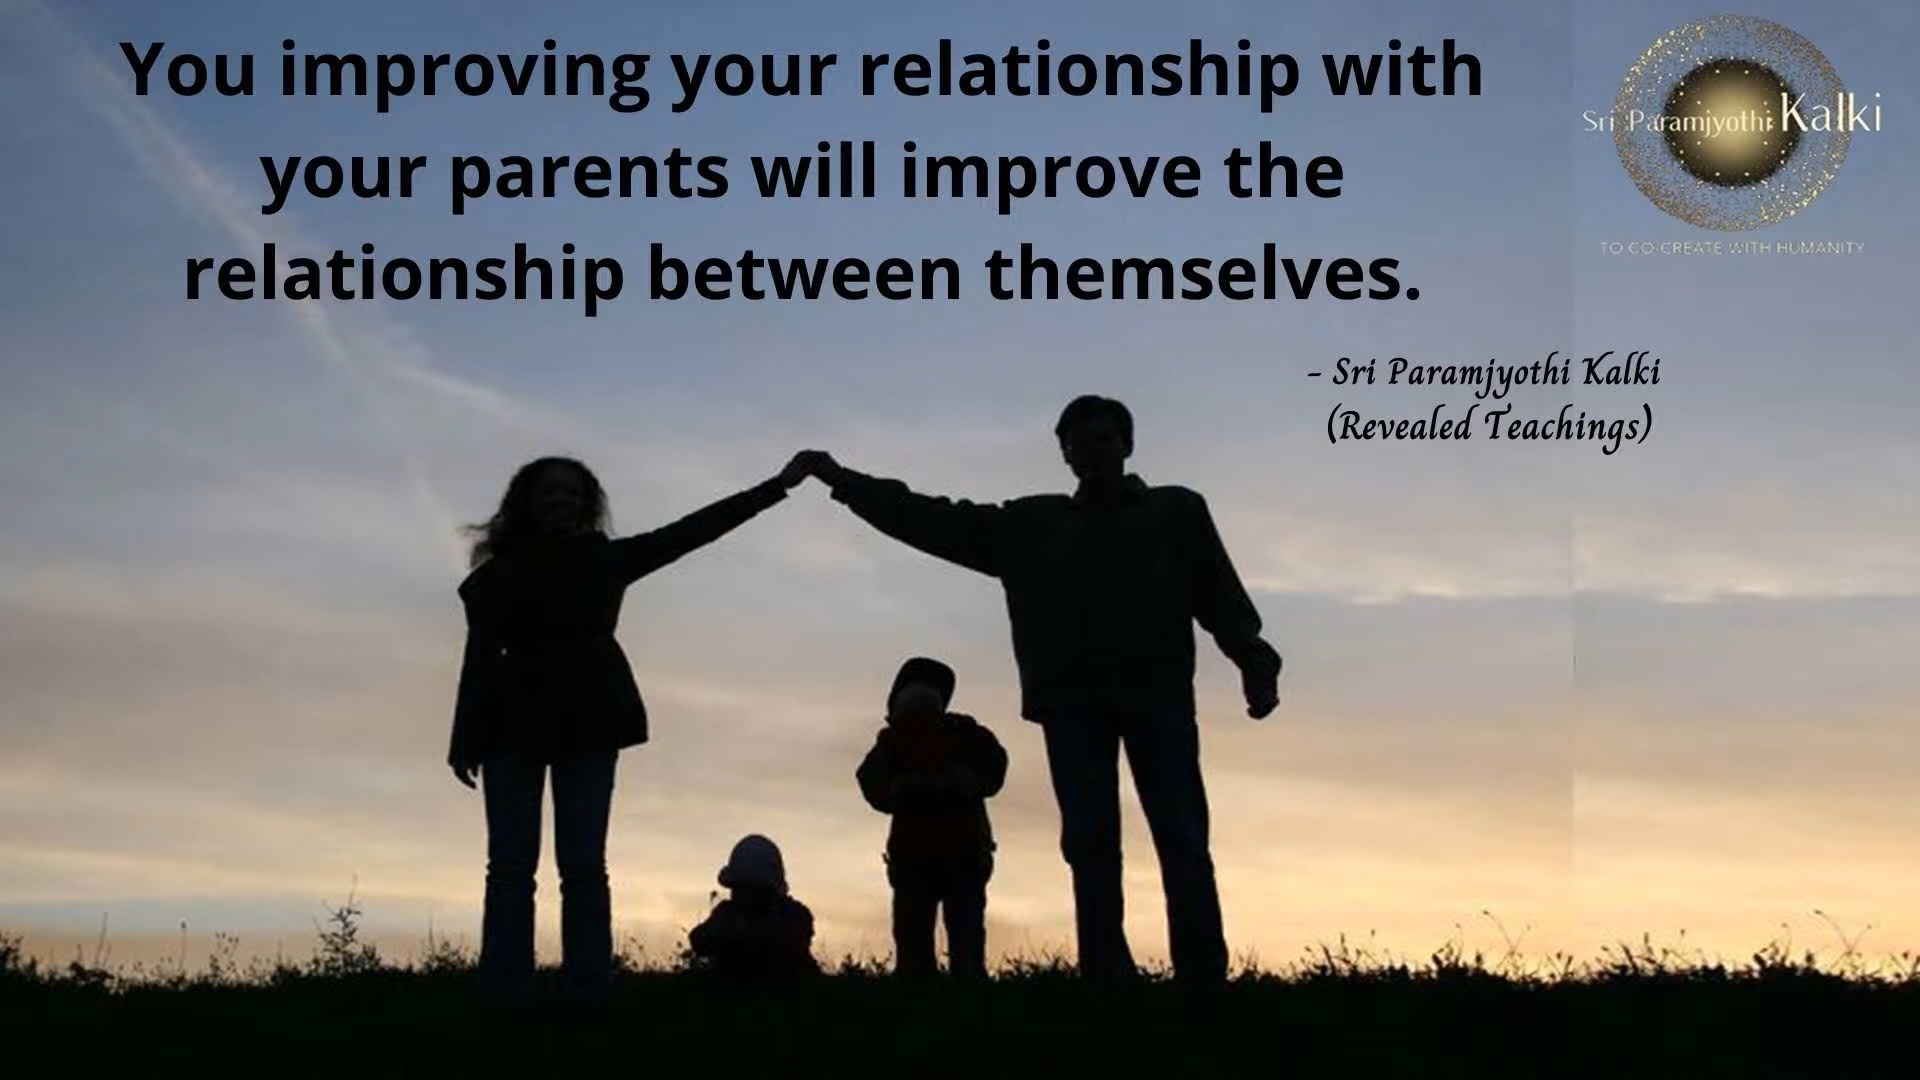 You improving your relationship with
your parents will improve the
relationship between themselves.
Sri Paramjyothi Kalki
TO CO-CREATE WITH HUMANITY
- Sri Paramjyothi Kalki
(Revealed Teachings)